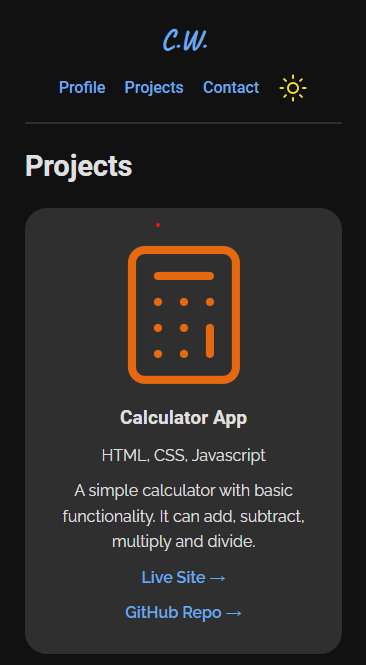 C.W.
Profile Projects Contact
Projects
Calculator App
HTML, CSS, Javascript
A simple calculator with basic
functionality. It can add, subtract,
multiply and divide.
Live Site →
GitHub Repo →